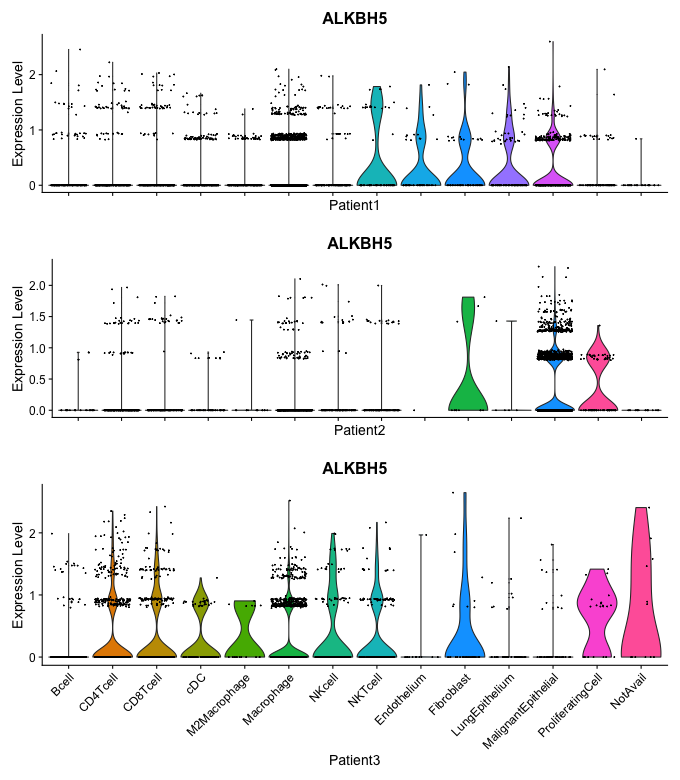 ALKBH5
Expression Level
2
1
0
Patient1
ALKBH5
Expression Level
2.0
1.5
1.0
0.5
0.0
Patient2
ALKBH5
Expression Level
2
1
0
Bcell
CD4Tcell
CD8Tcell
cDC
M2Macrophage
Macrophage
NKcell
NKTcell
Endothelium
Fibroblast
LungEpithelium
MalignantEpithelial
ProliferatingCell
NotAvail
Patient3